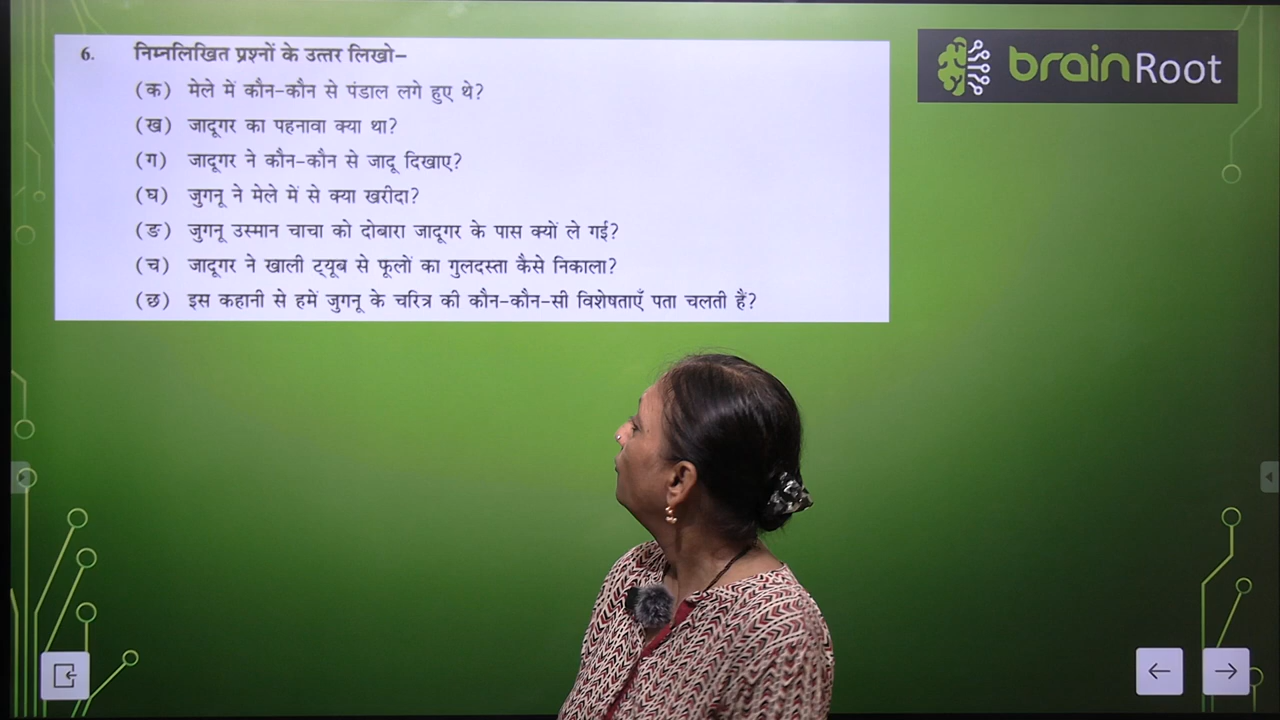 6. निम्नलिखित प्रश्नों के उत्तर लिखो–
(क) मेले में कौन-कौन से पंडाल लगे हुए थे?
(ख) जादूगर का पहनावा क्या था?
(ग) जादूगर ने कौन-कौन से जादू दिखाए?
(घ) जुगनू ने मेले में से क्या खरीदा?
(ङ) जुगनू उस्मान चाचा को दोबारा जादूगर के पास क्यों ले गई?
(च) जादूगर ने खाली ट्यूब से फूलों का गुलदस्ता कैसे निकाला?
(छ) इस कहानी से हमें जुगनू के चरित्र की कौन-कौन-सी विशेषताएँ पता चलती हैं?
brainRoot